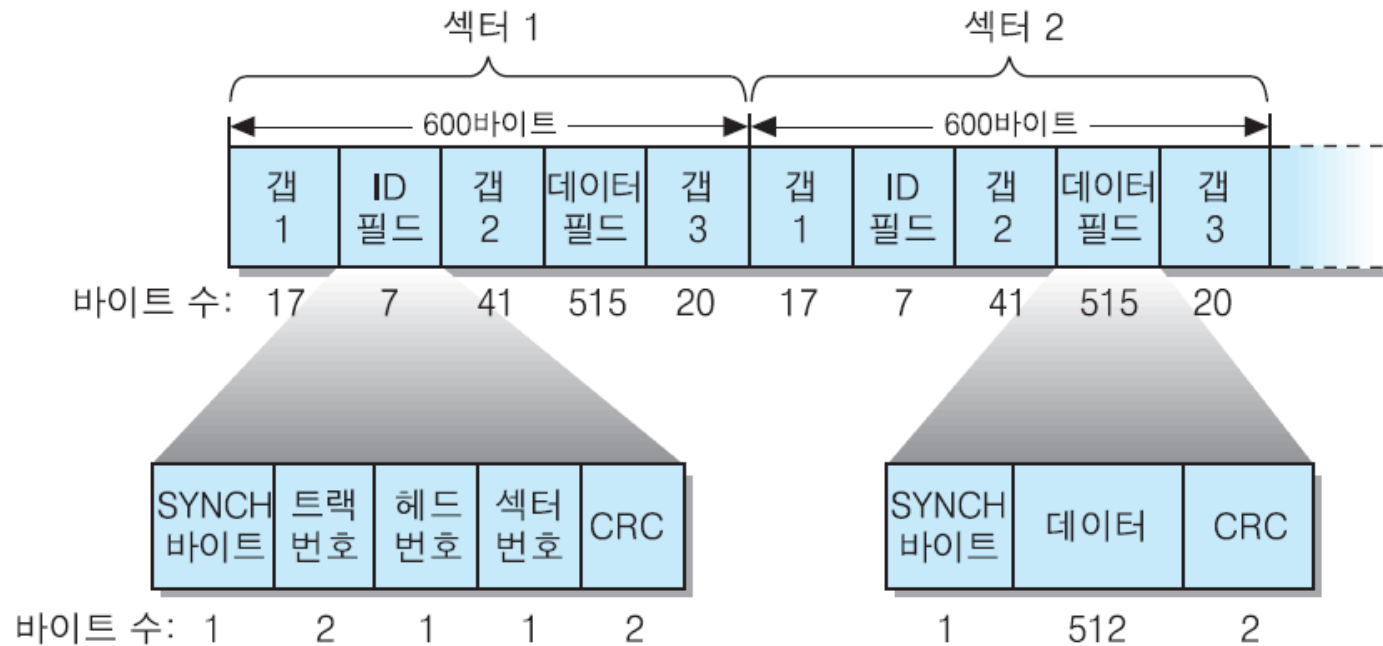 섹터 1 섹터 2
600바이트 600바이트
갭 1 ID 필드 갭 2 데이터 필드 갭 3 갭 1 ID 필드 갭 2 데이터 필드 갭 3
바이트 수: 17 7 41 515 20 17 7 41 515 20
SYNCH 바이트 트랙 번호 헤드 번호 섹터 번호 CRC
바이트 수: 1 2 1 1 2
SYNCH 바이트 데이터 CRC
1 512 2